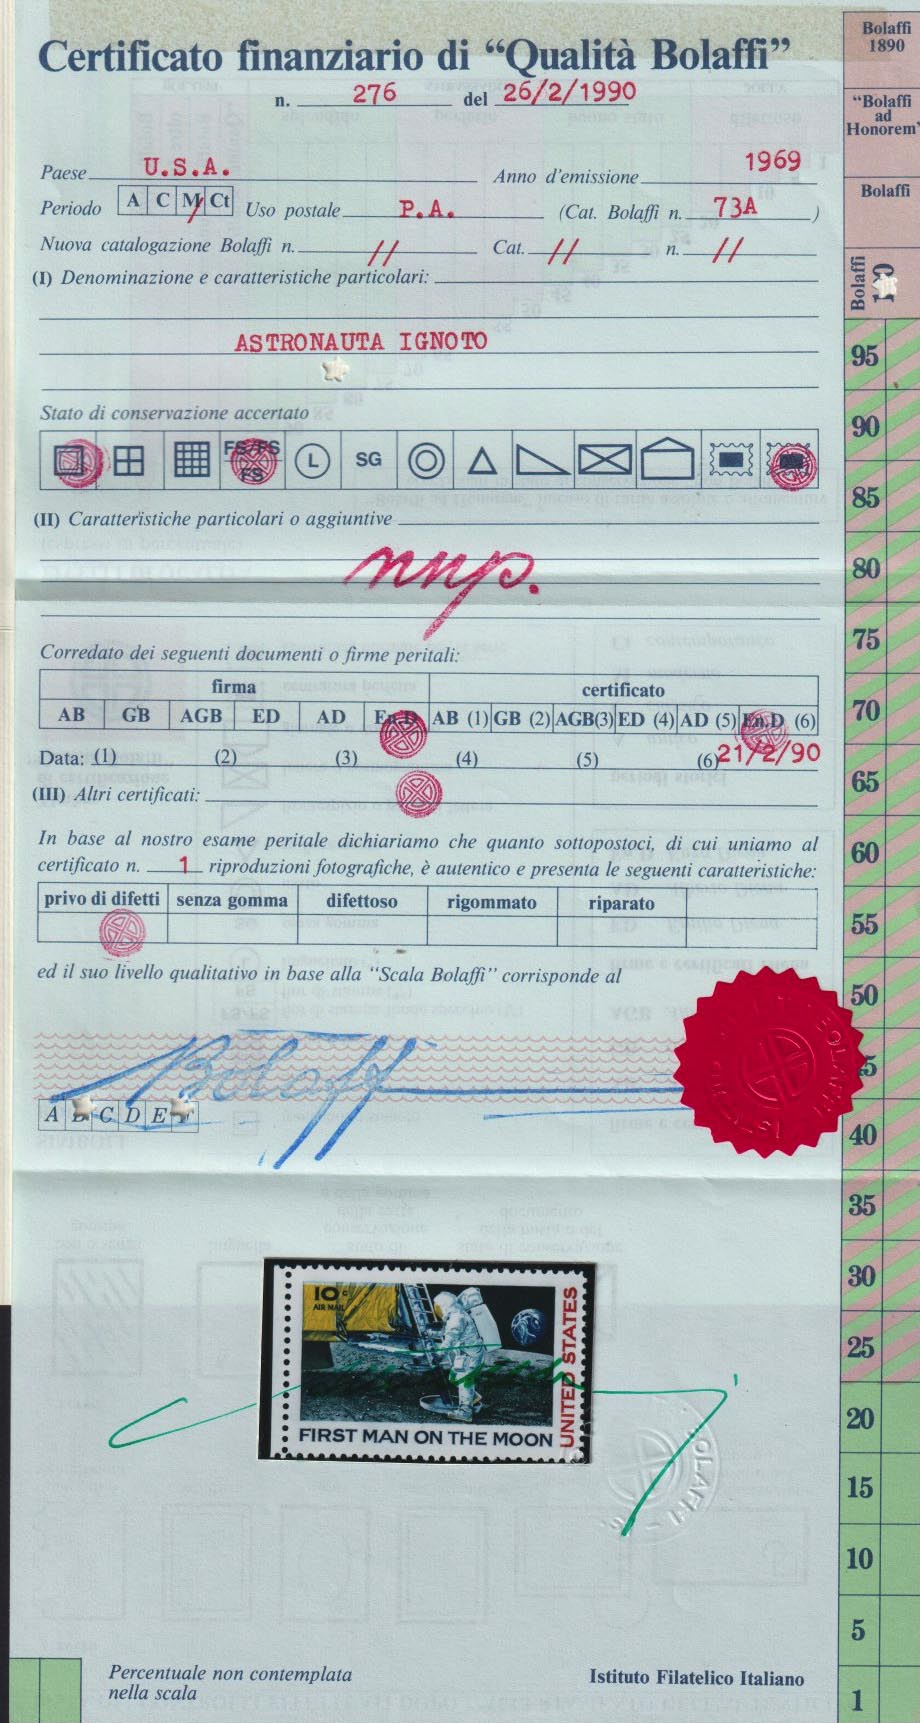 Certificato finanziario di “Qualità Bolaffi”
n. 276 del 26/2/1990
Paese U.S.A. Anno d'emissione 1969
Periodo A C M Ct Uso postale P.A. (Cat. Bolaffi n. 73A )
Nuova catalogazione Bolaffi n. // Cat. // n. //
(I) Denominazione e caratteristiche particolari:
ASTRONAUTA IGNOTO
Stato di conservazione accertato
FS/FS
FS L SG
(II) Caratteristiche particolari o aggiuntive
nnp.
Corredato dei seguenti documenti o firme peritali:
firma certificato
AB GB AGB ED AD En.D AB (1) GB (2) AGB(3) ED (4) AD (5) En.D (6)
Data: (1) (2) (3) (4) (5) (6) 21/2/90
(III) Altri certificati:
In base al nostro esame peritale dichiariamo che quanto sottopostoci, di cui uniamo al
certificato n. 1 riproduzioni fotografiche, è autentico e presenta le seguenti caratteristiche:
privo di difetti senza gomma difettoso rigommato riparato
ed il suo livello qualitativo in base alla “Scala Bolaffi” corrisponde al
Bolaffi
A C D E
10c
AIR MAIL
UNITED STATES
FIRST MAN ON THE MOON
BOLAFFI
Percentuale non contemplata
nella scala
Istituto Filatelico Italiano
Bolaffi
1890
“Bolaffi
ad
Honorem”
Bolaffi
Bolaffi
95
90
85
80
75
70
65
60
55
50
40
35
30
25
20
15
10
5
1